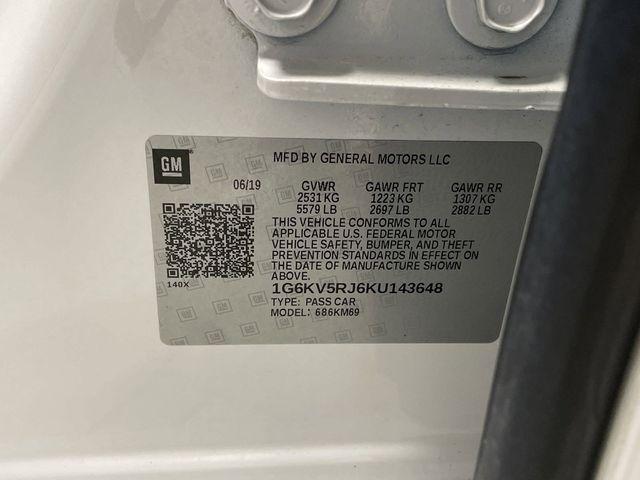 GM
MFD BY GENERAL MOTORS LLC
06/19 GVWR GAWR FRT GAWR RR
2531 KG 1223 KG 1307 KG
5579 LB 2697 LB 2882 LB
THIS VEHICLE CONFORMS TO ALL
APPLICABLE U.S. FEDERAL MOTOR
VEHICLE SAFETY, BUMPER, AND THEFT
PREVENTION STANDARDS IN EFFECT ON
THE DATE OF MANUFACTURE SHOWN
ABOVE.
140X
1G6KV5RJ6KU143648
TYPE: PASS CAR
MODEL: 686KM69